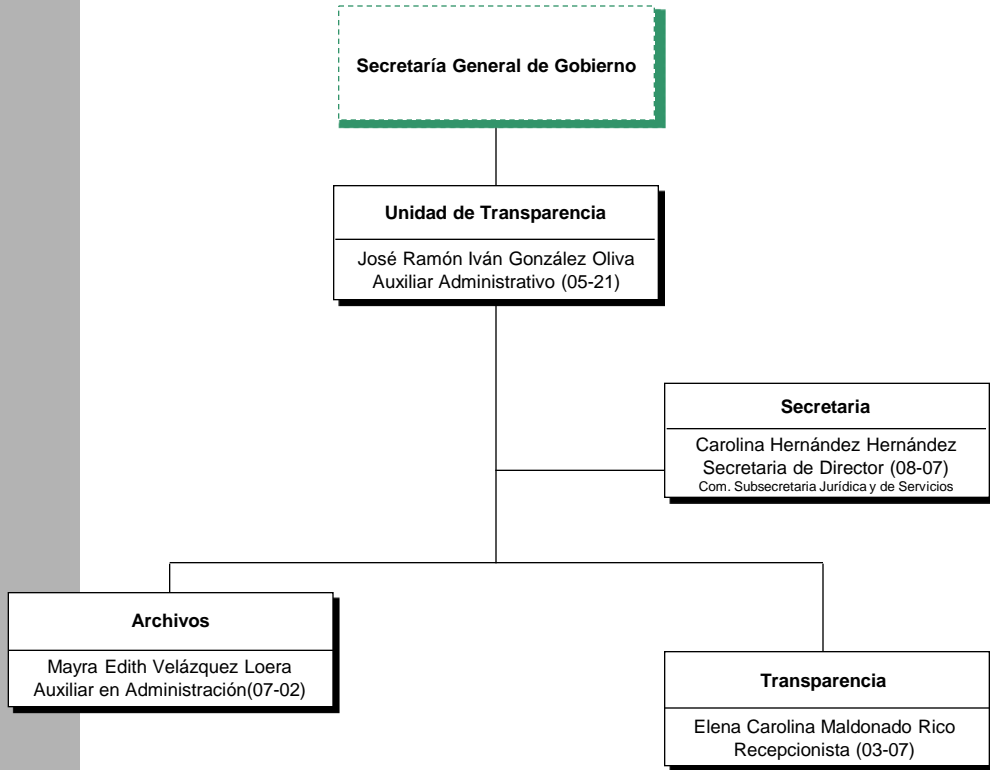 Secretaría General de Gobierno
Unidad de Transparencia
José Ramón Iván González Oliva
Auxiliar Administrativo (05-21)
Secretaria
Carolina Hernández Hernández
Secretaria de Director (08-07)
Com. Subsecretaria Jurídica y de Servicios
Archivos
Mayra Edith Velázquez Loera
Auxiliar en Administración(07-02)
Transparencia
Elena Carolina Maldonado Rico
Recepcionista (03-07)